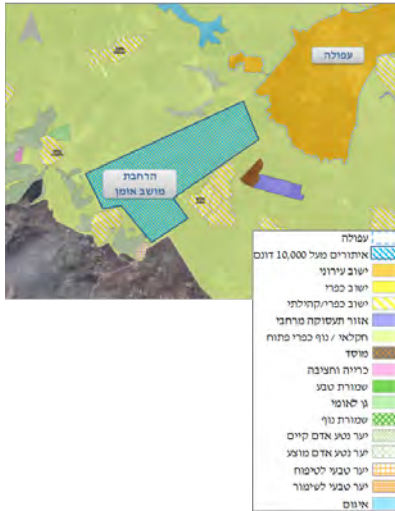 עפולה
הרחבת
מושב אומן
עפולה
איתורים מעל 10,000 דונם
ישוב עירוני
ישוב כפרי
ישוב כפרי/קהילתי
אזור תעסוקה מרחבי
חקלאי / נוף כפרי פתוח
מוסד
כרייה וחציבה
שמורת טבע
גן לאומי
שמורת נוף
יער נטע אדם קיים
יער נטע אדם מוצע
יער טבעי לטיפוח
יער טבעי לשימור
איגום